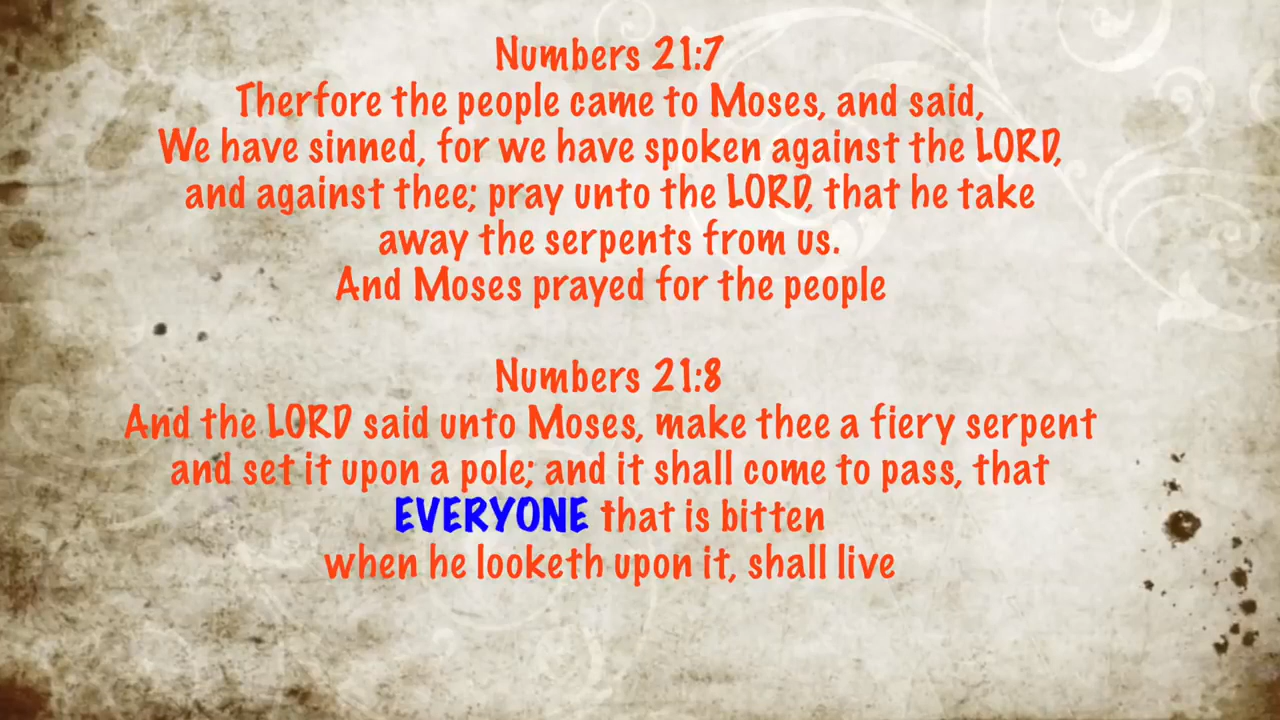 Numbers 21:7
Therfore the people came to Moses, and said,
We have sinned, for we have spoken against the LORD,
and against thee; pray unto the LORD, that he take
away the serpents from us.
And Moses prayed for the people
Numbers 21:8
And the LORD said unto Moses, make thee a fiery serpent
and set it upon a pole; and it shall come to pass, that
EVERYONE that is bitten
when he looketh upon it, shall live